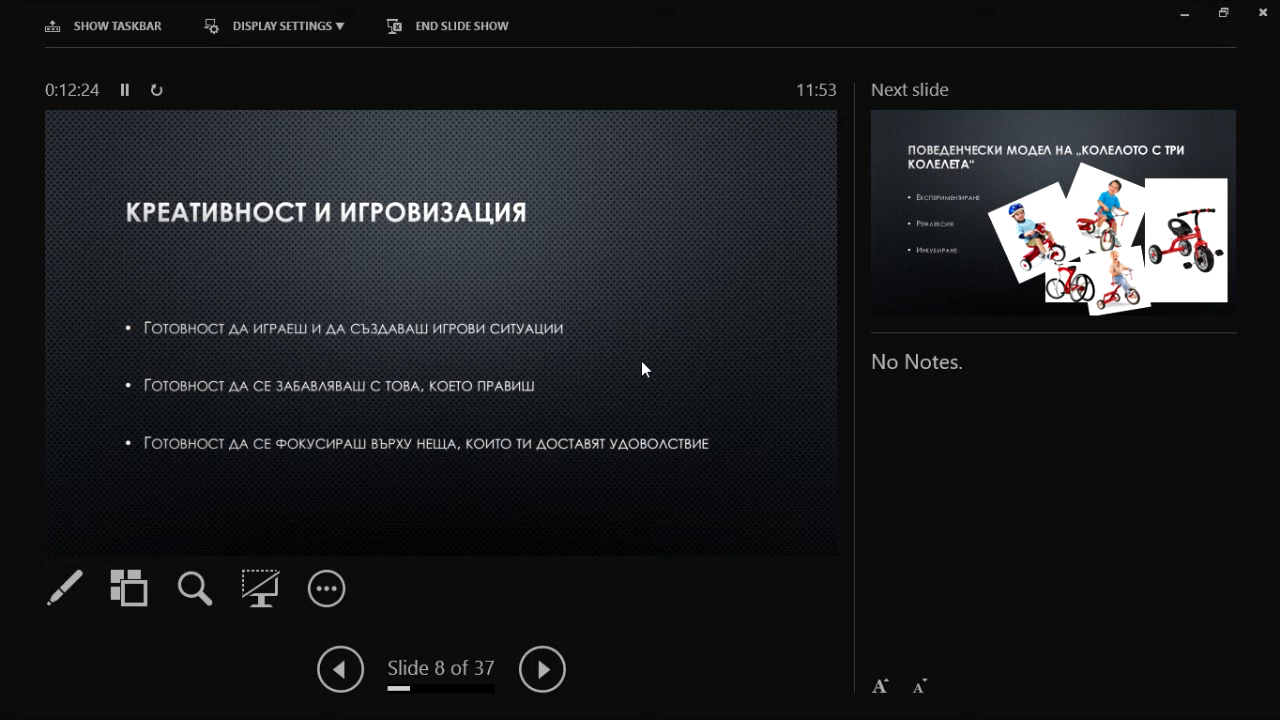 SHOW TASKBAR
DISPLAY SETTINGS ▼
END SLIDE SHOW
0:12:24
11:53
КРЕАТИВНОСТ И ИГРОВИЗАЦИЯ
• Готовност да играеш и да създаваш игрови ситуации
• Готовност да се забавляваш с това, което правиш
• Готовност да се фокусираш върху неща, които ти доставят удоволствие
Slide 8 of 37
Next slide
ПОВЕДЕНЧЕСКИ МОДЕЛ НА „КОЛЕЛОТО С ТРИ
КОЛЕЛЕТА“
• Експериментиране
• Рефлексия
• Инкубиране
No Notes.
A A